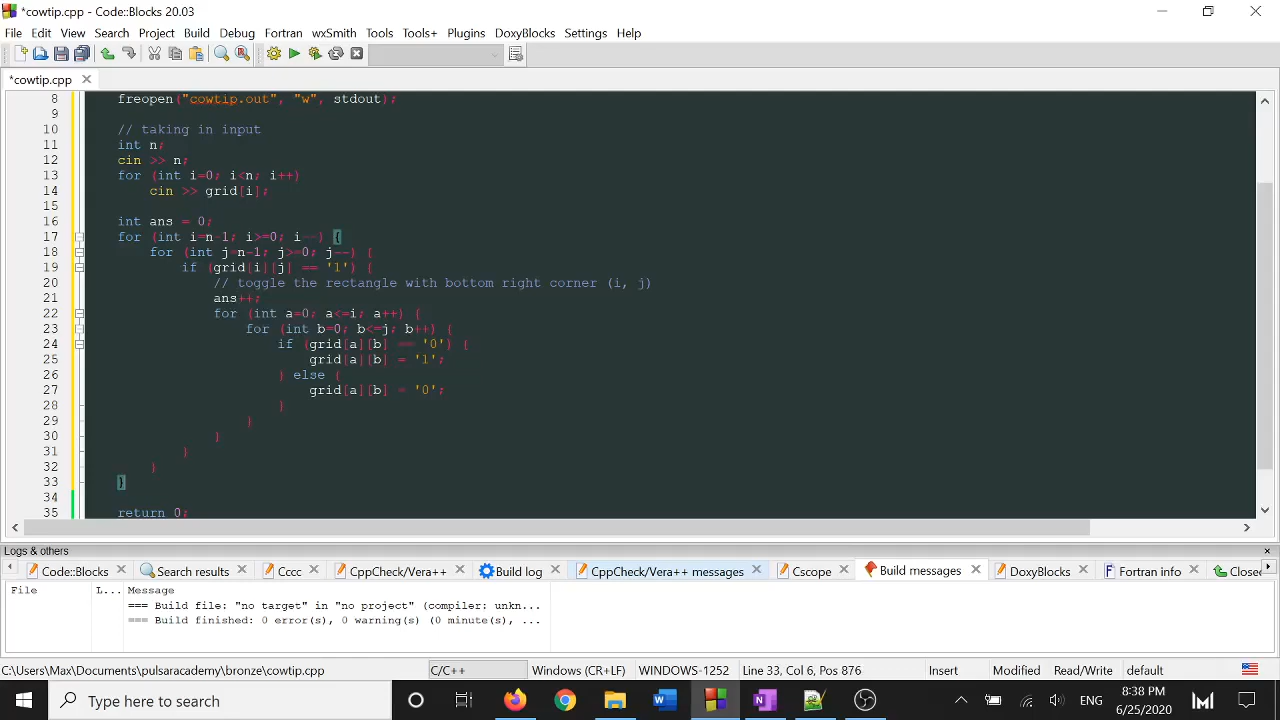 *cowtip.cpp - Code::Blocks 20.03
File Edit View Search Project Build Debug Fortran wxSmith Tools Tools+ Plugins DoxyBlocks Settings Help
*cowtip.cpp
8 freopen("cowtip.out", "w", stdout);
9
10 // taking in input
11 int n;
12 cin >> n;
13 for (int i=0; i<n; i++)
14 cin >> grid[i];
15
16 int ans = 0;
17 for (int i=n-1; i>=0; i--) {
18 for (int j=n-1; j>=0; j--) {
19 if (grid[i][j] == '1') {
20 // toggle the rectangle with bottom right corner (i, j)
21 ans++;
22 for (int a=0; a<=i; a++) {
23 for (int b=0; b<=j; b++) {
24 if (grid[a][b] == '0') {
25 grid[a][b] = '1';
26 } else {
27 grid[a][b] = '0';
28 }
29 }
30 }
31 }
32 }
33 }
34
35 return 0;
Logs & others
Code::Blocks Search results Cccc CppCheck/Vera++ Build log CppCheck/Vera++ messages Cscope Build messages DoxyBlocks Fortran info Close
File L... Message
=== Build file: "no target" in "no project" (compiler: unkn...
=== Build finished: 0 error(s), 0 warning(s) (0 minute(s), ...
C:\Users\Max\Documents\pulsaracademy\bronze\cowtip.cpp C/C++ Windows (CR+LF) WINDOWS-1252 Line 33, Col 6, Pos 876 Insert Modified Read/Write default
Type here to search
ENG
8:38 PM
6/25/2020